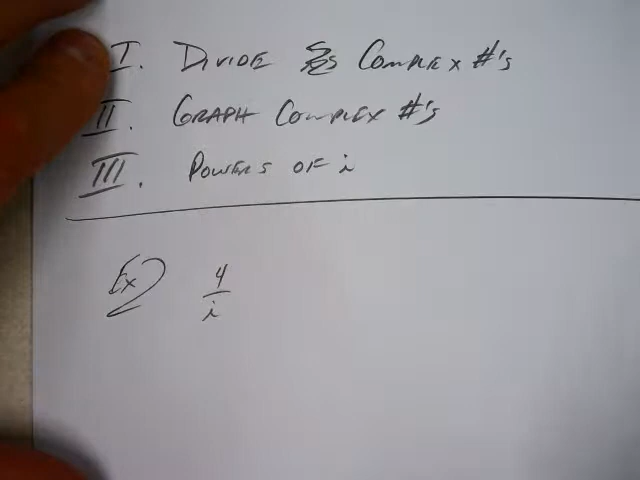 I. DIVIDE COMPLEX #'s
II. GRAPH COMPLEX #'s
III. POWERS OF i
Ex) 4/i